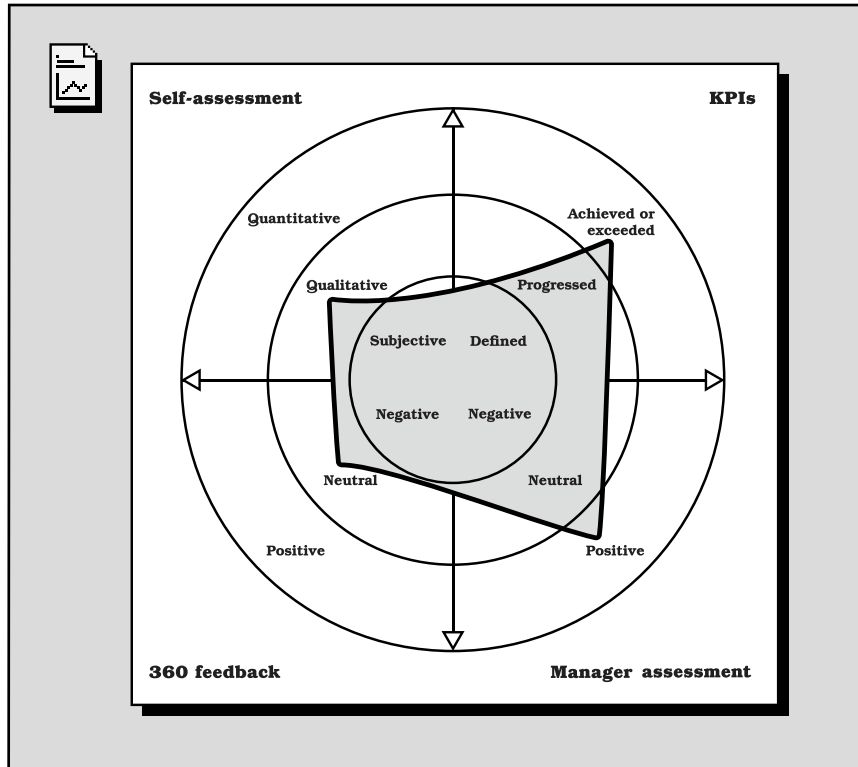 Self-assessment
KPIs
Quantitative
Achieved or
exceeded
Qualitative
Progressed
Subjective
Defined
Negative
Negative
Neutral
Neutral
Positive
Positive
360 feedback
Manager assessment